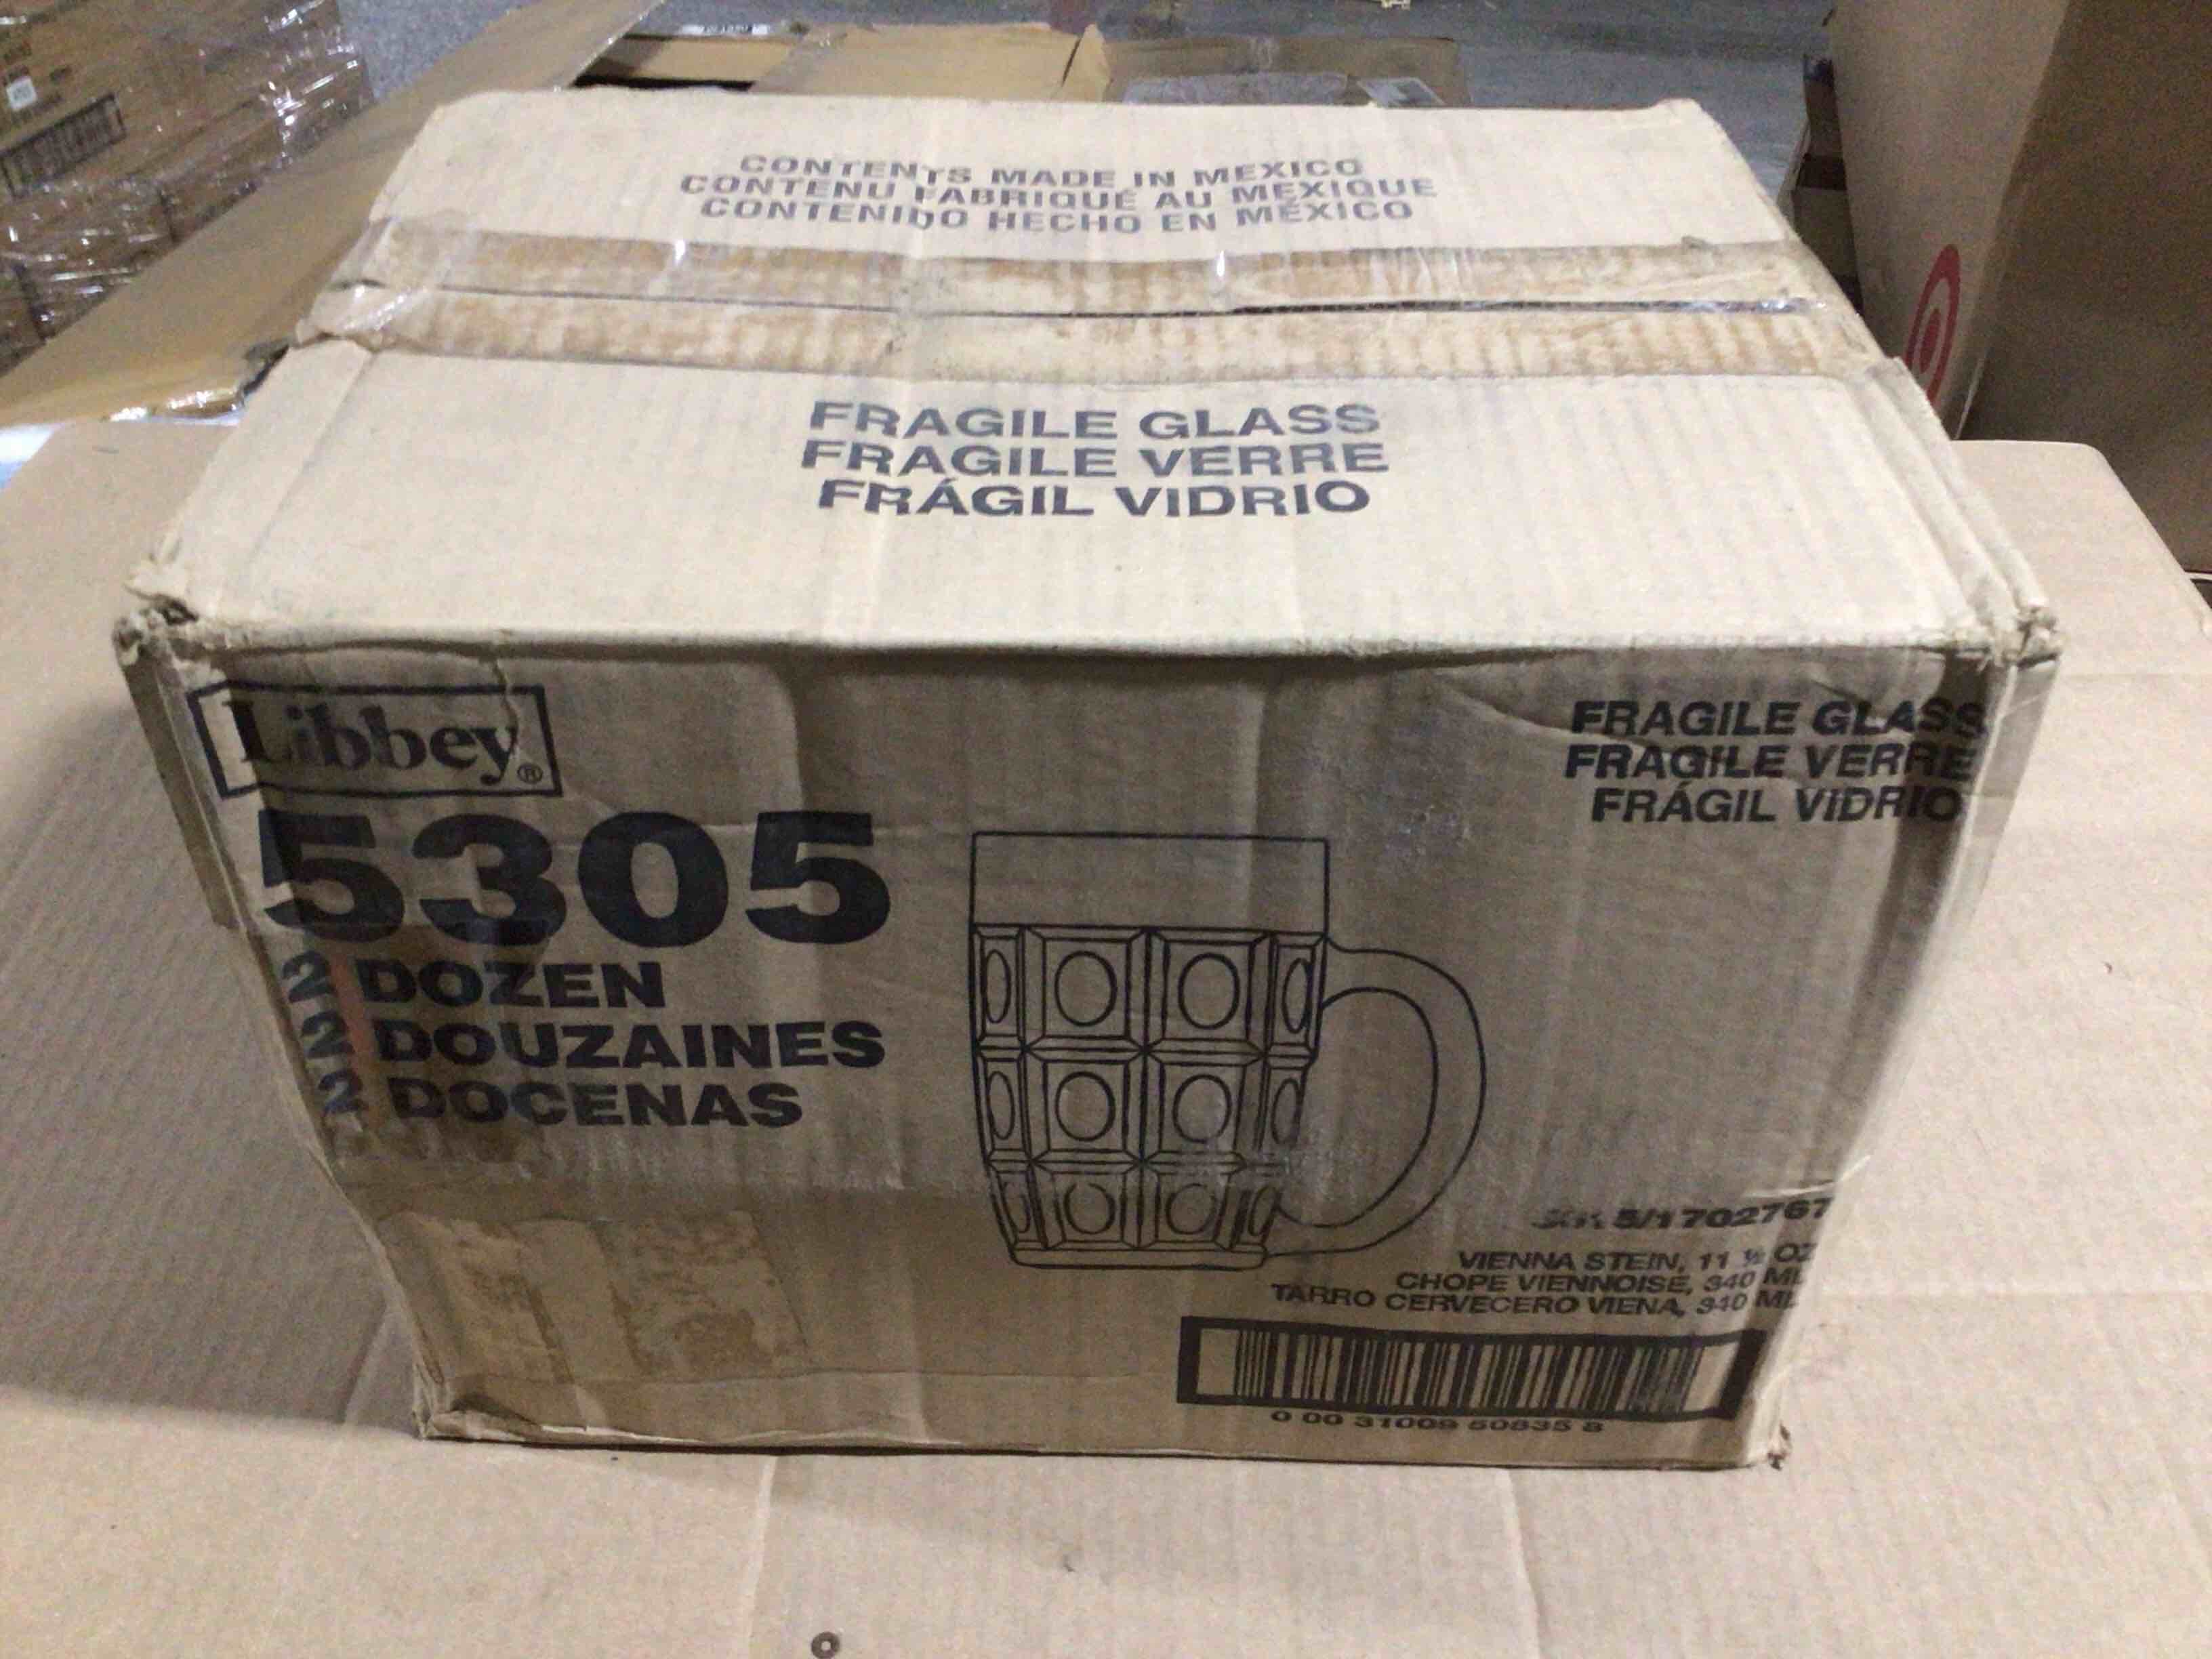 CONTENTS MADE IN MEXICO
CONTENU FABRIQUÉ AU MEXIQUE
CONTENIDO HECHO EN MÉXICO
FRAGILE GLASS
FRAGILE VERRE
FRÁGIL VIDRIO
Libbey®
FRAGILE GLASS
FRAGILE VERRE
FRÁGIL VIDRIO
5305
2 DOZEN
2 DOUZAINES
2 DOCENAS
5/1702767
VIENNA STEIN, 11 ½ OZ
CHOPE VIENNOISE, 340 ML
TARRO CERVECERO VIENA, 340 ML
0 00 31009 50835 8